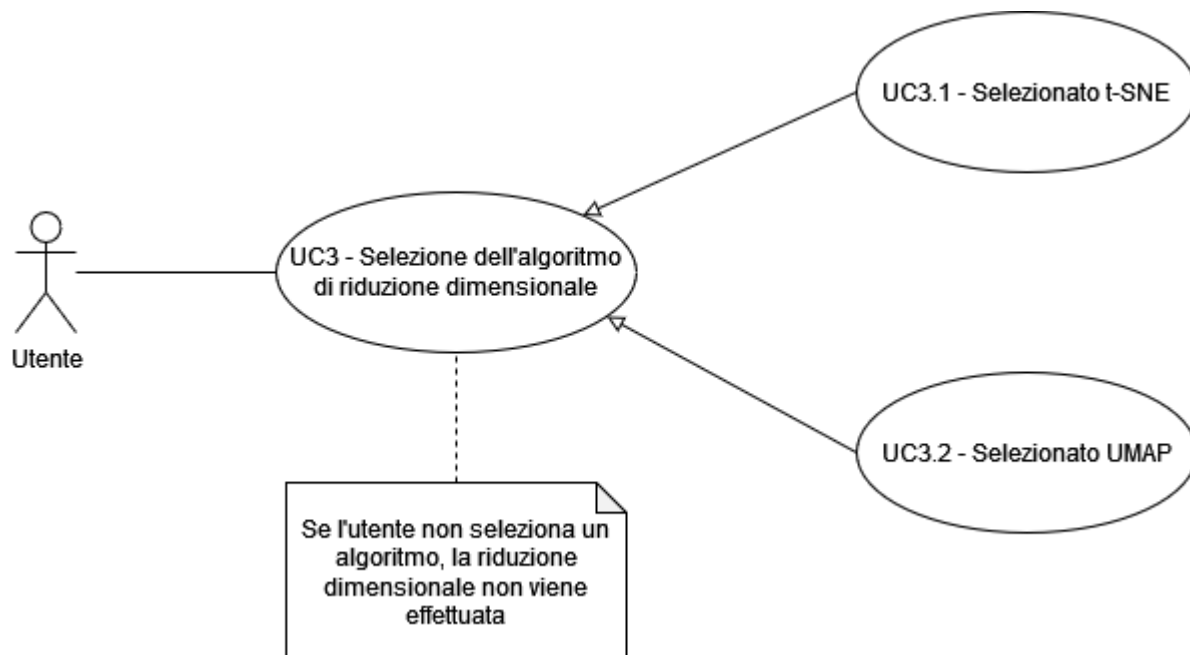 UC3.1 - Selezionato t-SNE
UC3 - Selezione dell'algoritmo
di riduzione dimensionale
Utente
UC3.2 - Selezionato UMAP
Se l'utente non seleziona un
algoritmo, la riduzione
dimensionale non viene
effettuata